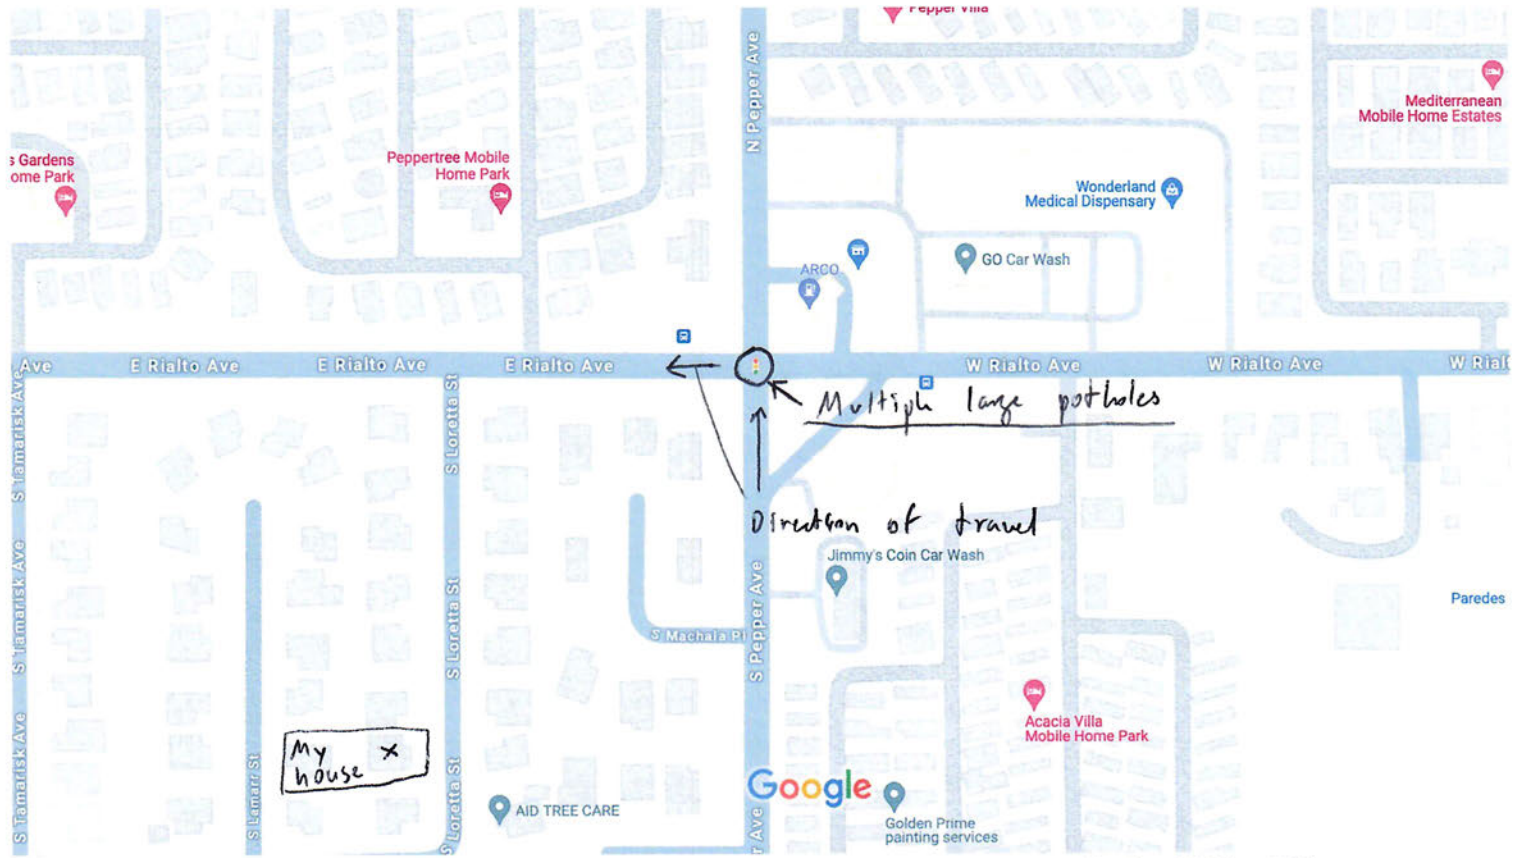 Pepper Villa
N Pepper Ave
Mediterranean
Mobile Home Estates
s Gardens
ome Park
Peppertree Mobile
Home Park
Wonderland
Medical Dispensary
ARCO
GO Car Wash
Ave
E Rialto Ave
E Rialto Ave
E Rialto Ave
W Rialto Ave
W Rialto Ave
W Rialt
Multiple large potholes
S Tamarisk Ave
S Loretta St
Direction of travel
Jimmy's Coin Car Wash
S Tamarisk Ave
S Loretta St
S Pepper Ave
Paredes
S Machala Pl
Acacia Villa
Mobile Home Park
My x
house
S Tamarisk Ave
S Lamarr St
S Loretta St
Google
AID TREE CARE
r Ave
Golden Prime
painting services